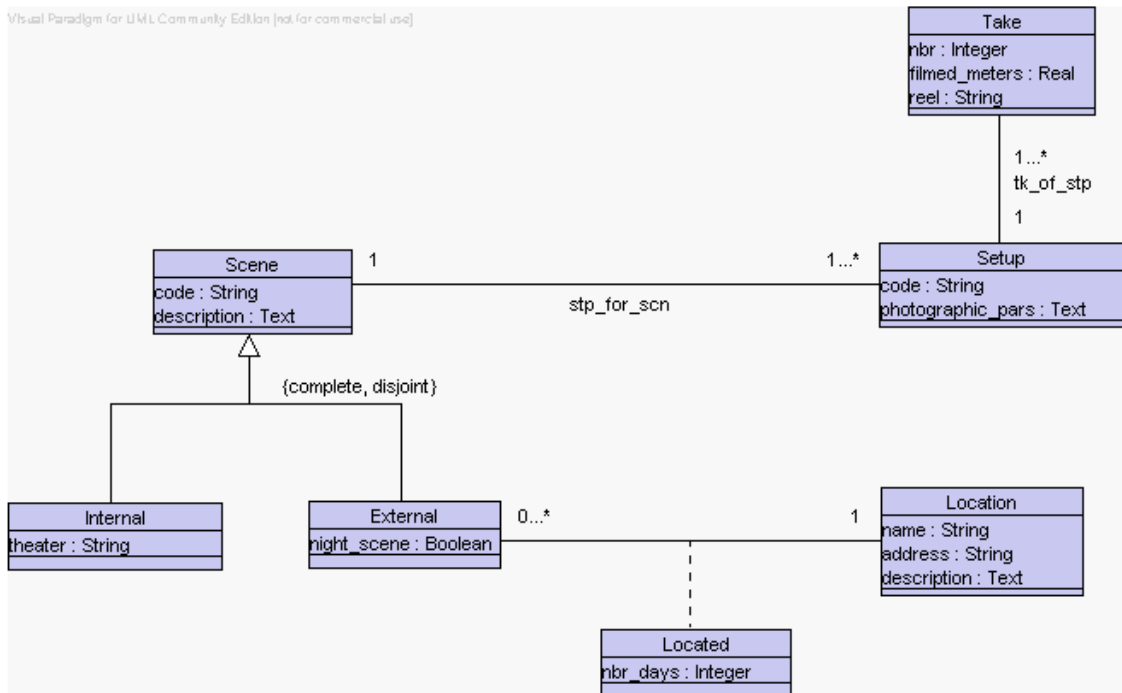 Visual Paradigm for UML Community Edition [not for commercial use]
Take
nbr : Integer
filmed_meters : Real
reel : String
1...*
tk_of_stp
1
Scene
code : String
description : Text
1
1...*
stp_for_scn
Setup
code : String
photographic_pars : Text
{complete, disjoint}
Internal
theater : String
External
night_scene : Boolean
0...*
1
Location
name : String
address : String
description : Text
Located
nbr_days : Integer